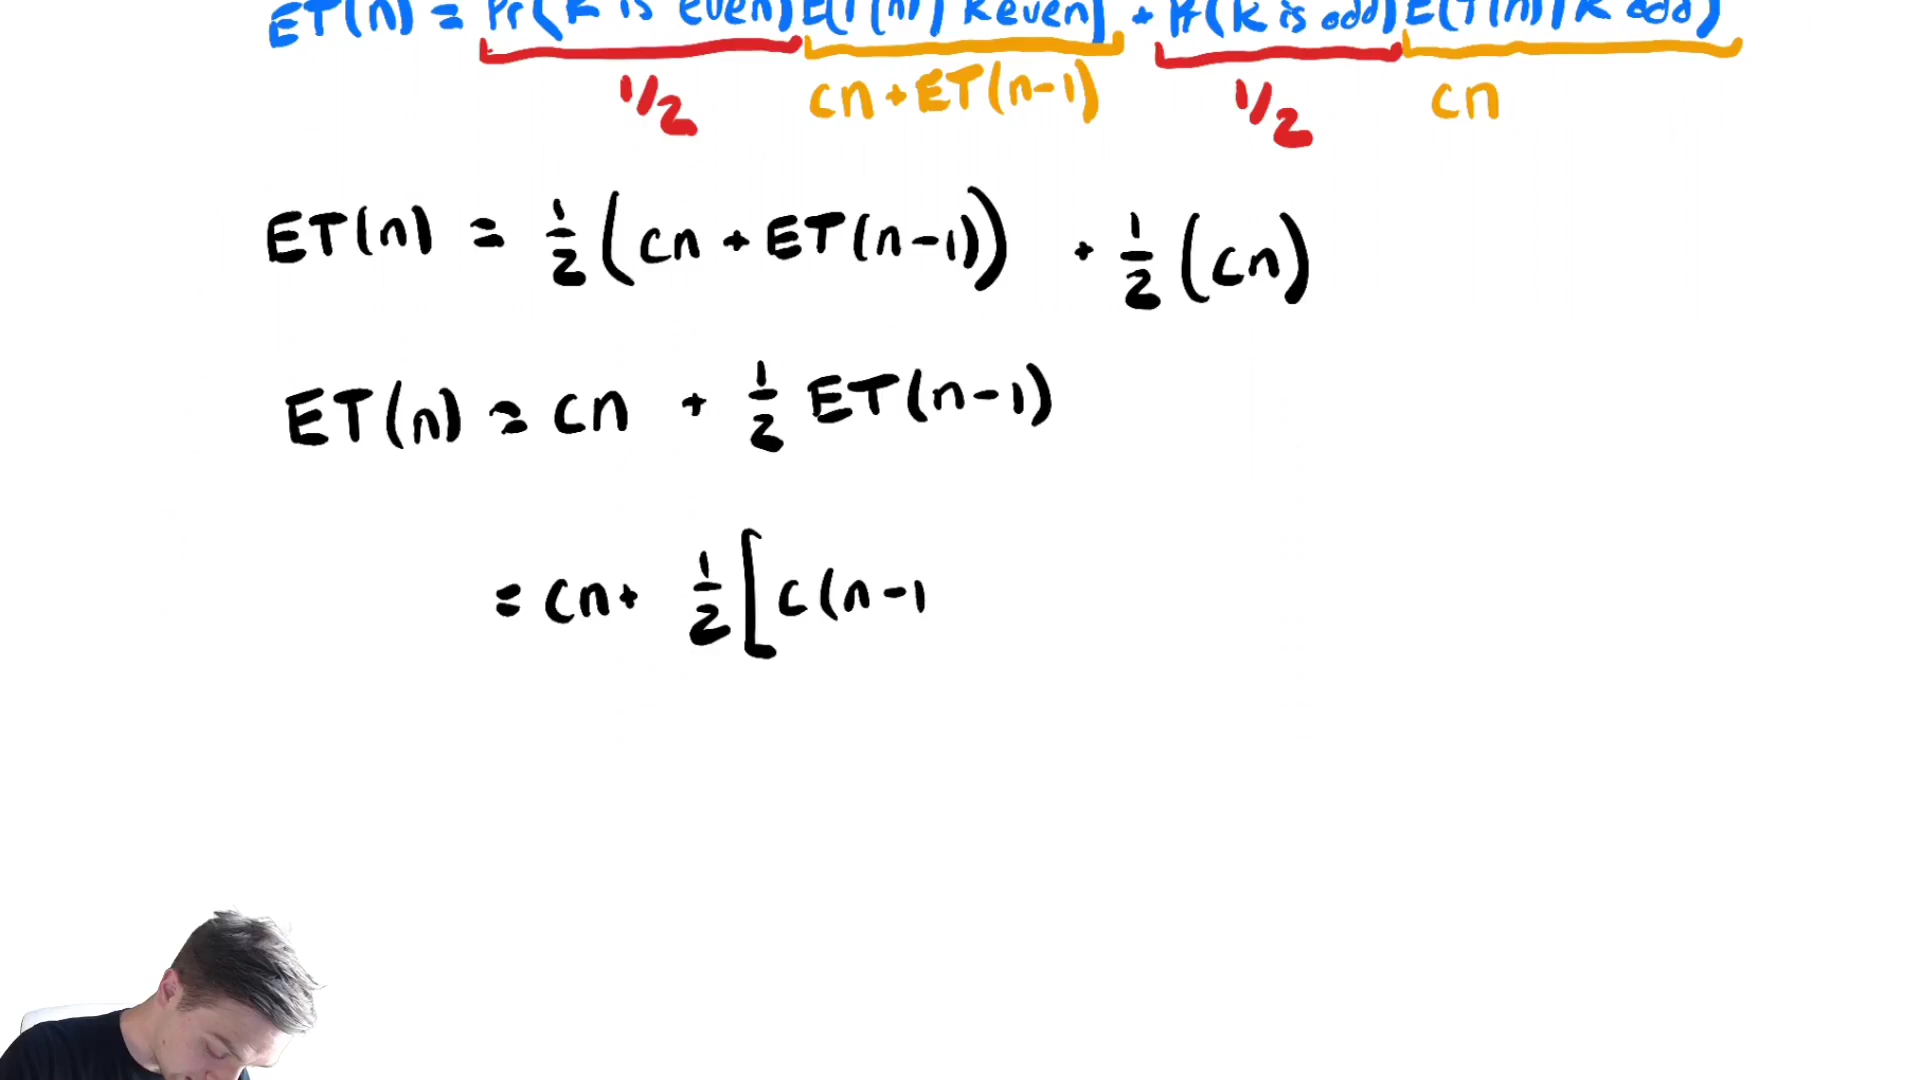 ET(n) = Pr(k is even) E[T(n) | k even] + Pr(k is odd) E[T(n) | k odd]
1/2 cn + ET(n-1) 1/2 cn
ET(n) = 1/2 (cn + ET(n-1)) + 1/2 (cn)
ET(n) = cn + 1/2 ET(n-1)
= cn + 1/2 [c(n-1